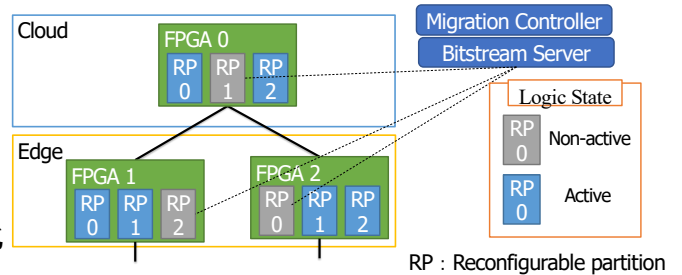 Cloud
FPGA 0
RP 0
RP 1
RP 2
Migration Controller
Bitstream Server
Logic State
RP 0
Non-active
RP 0
Active
Edge
FPGA 1
RP 0
RP 1
RP 2
FPGA 2
RP 0
RP 1
RP 2
RP : Reconfigurable partition